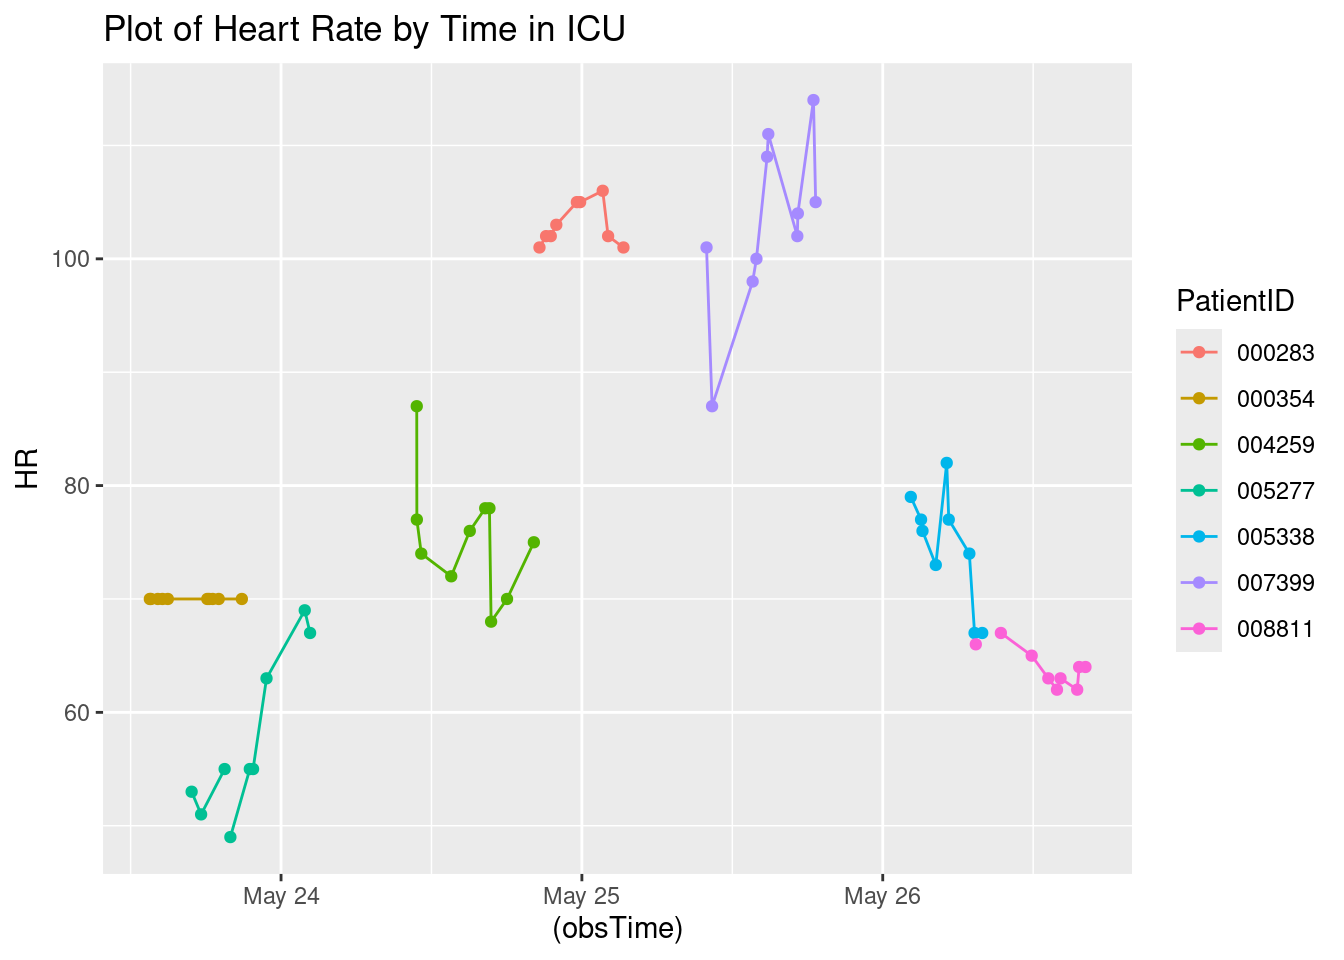 Plot of Heart Rate by Time in ICU
HR
100
80
60
May 24
May 25
May 26
(obsTime)
PatientID
000283
000354
004259
005277
005338
007399
008811